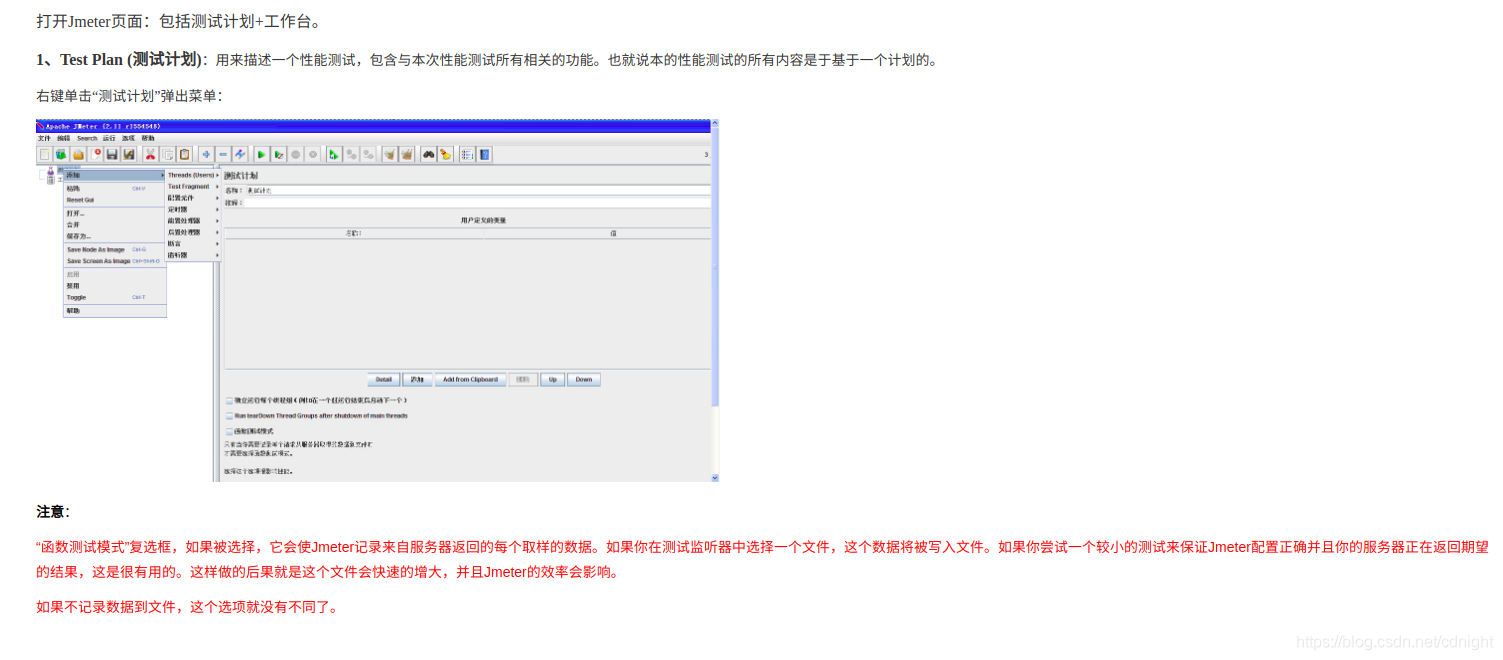 打开Jmeter页面：包括测试计划+工作台。
1、Test Plan (测试计划)：用来描述一个性能测试，包含与本次性能测试所有相关的功能。也就说本的性能测试的所有内容是于基于一个计划的。
右键单击“测试计划”弹出菜单：
Apache JMeter (2.11 r1554548)
文件 编辑 Search 运行 选项 帮助
3
添加
粘贴 Ctrl-V
Reset Gui
打开...
合并
保存为...
Save Node As Image Ctrl-G
Save Screen As Image Ctrl+Shift-G
启用
禁用
Toggle Ctrl-T
帮助
Threads (Users)
Test Fragment
配置元件
定时器
前置处理器
后置处理器
断言
监听器
测试计划
名称： 测试计划
注释：
用户定义的变量
名称： 值
Detail 添加 Add from Clipboard 删除 Up Down
独立运行每个线程组（例如在一个组运行结束后启动下一个）
Run tearDown Thread Groups after shutdown of main threads
函数测试模式
只有当你需要记录每个请求从服务器取得的数据到文件时
才需要选择函数测试模式。
选择这个选项很影响性能。
注意：
“函数测试模式”复选框，如果被选择，它会使Jmeter记录来自服务器返回的每个取样的数据。如果你在测试监听器中选择一个文件，这个数据将被写入文件。如果你尝试一个较小的测试来保证Jmeter配置正确并且你的服务器正在返回期望
的结果，这是很有用的。这样做的后果就是这个文件会快速的增大，并且Jmeter的效率会影响。
如果不记录数据到文件，这个选项就没有不同了。
https://blog.csdn.net/cdnight